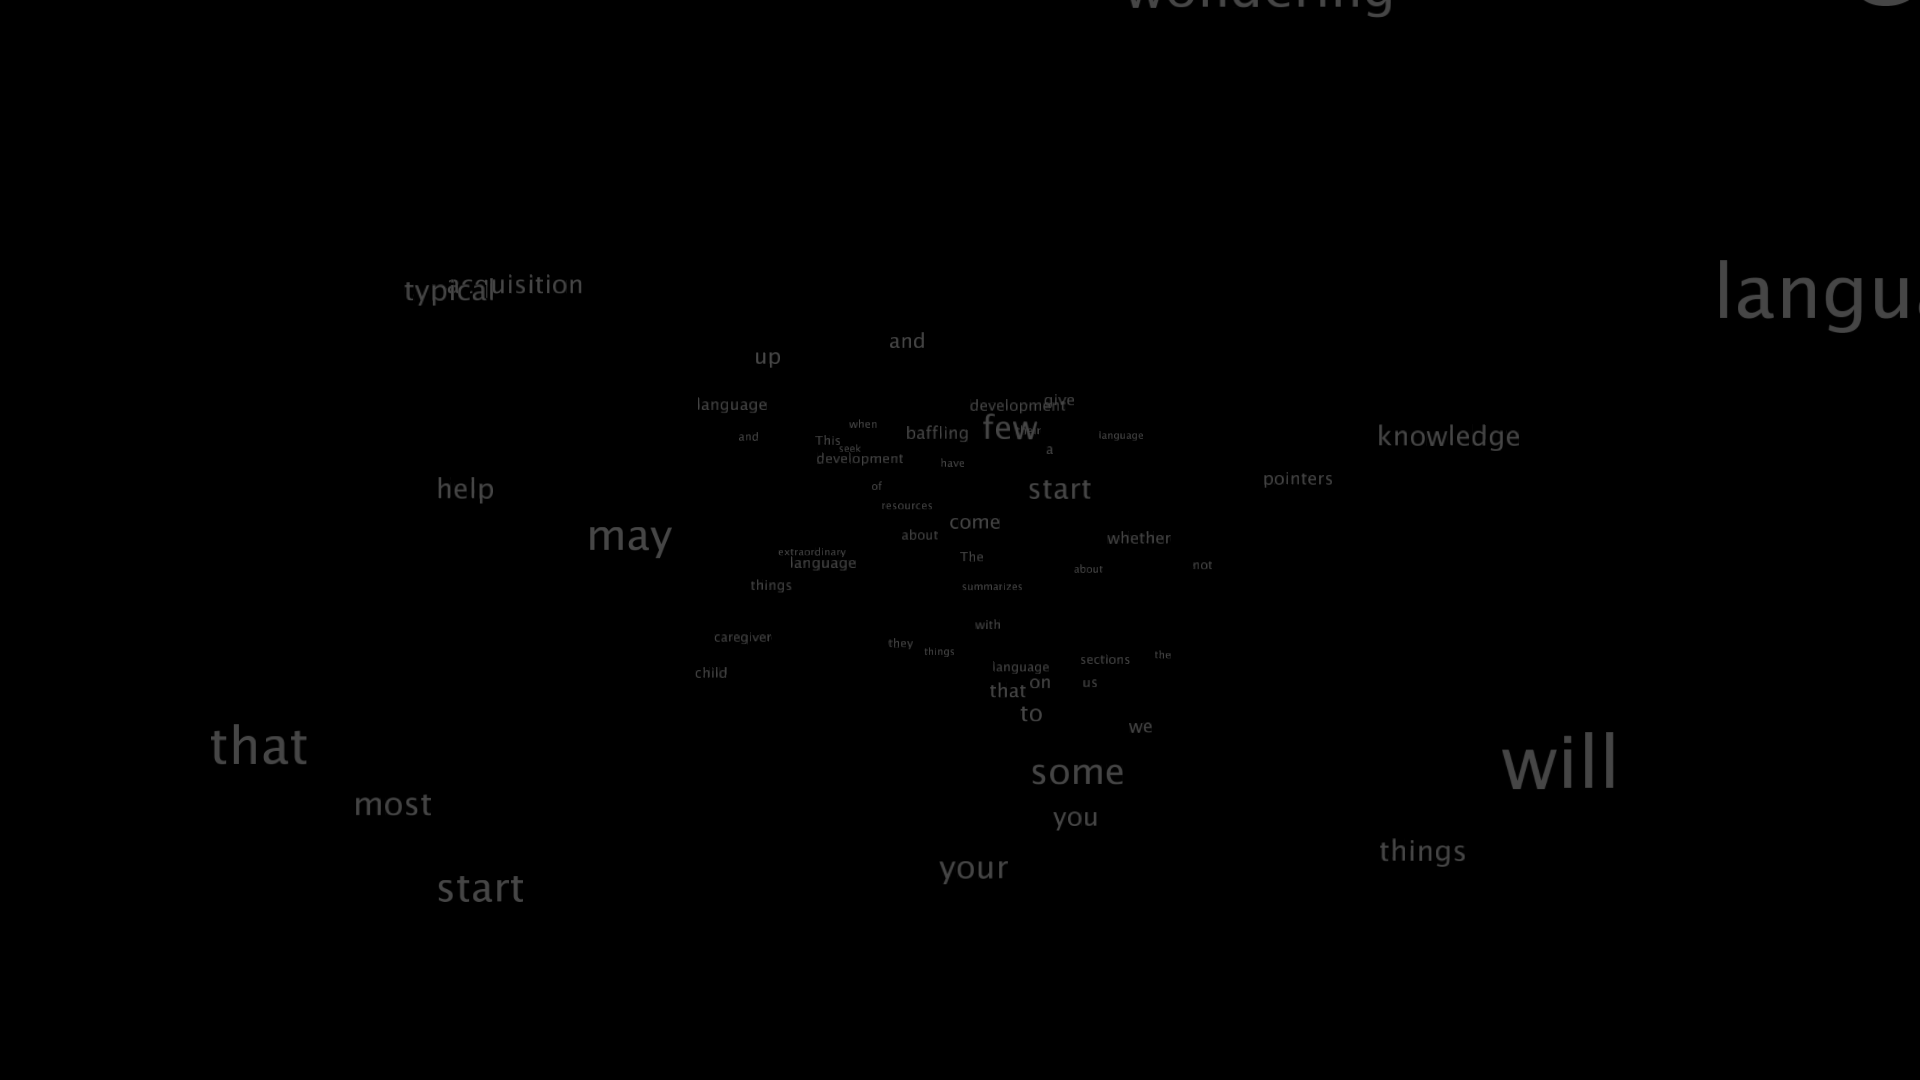 wondering
langua
acquisition
typical
and
up
give
language
development
when
few
their
baffling
and
This
language
knowledge
seek
a
development
have
pointers
of
help
start
resources
come
may
about
whether
extraordinary
The
language
not
about
things
summarizes
with
caregiver
they
things
the
sections
language
child
on
us
that
to
we
that
will
some
most
you
things
your
start